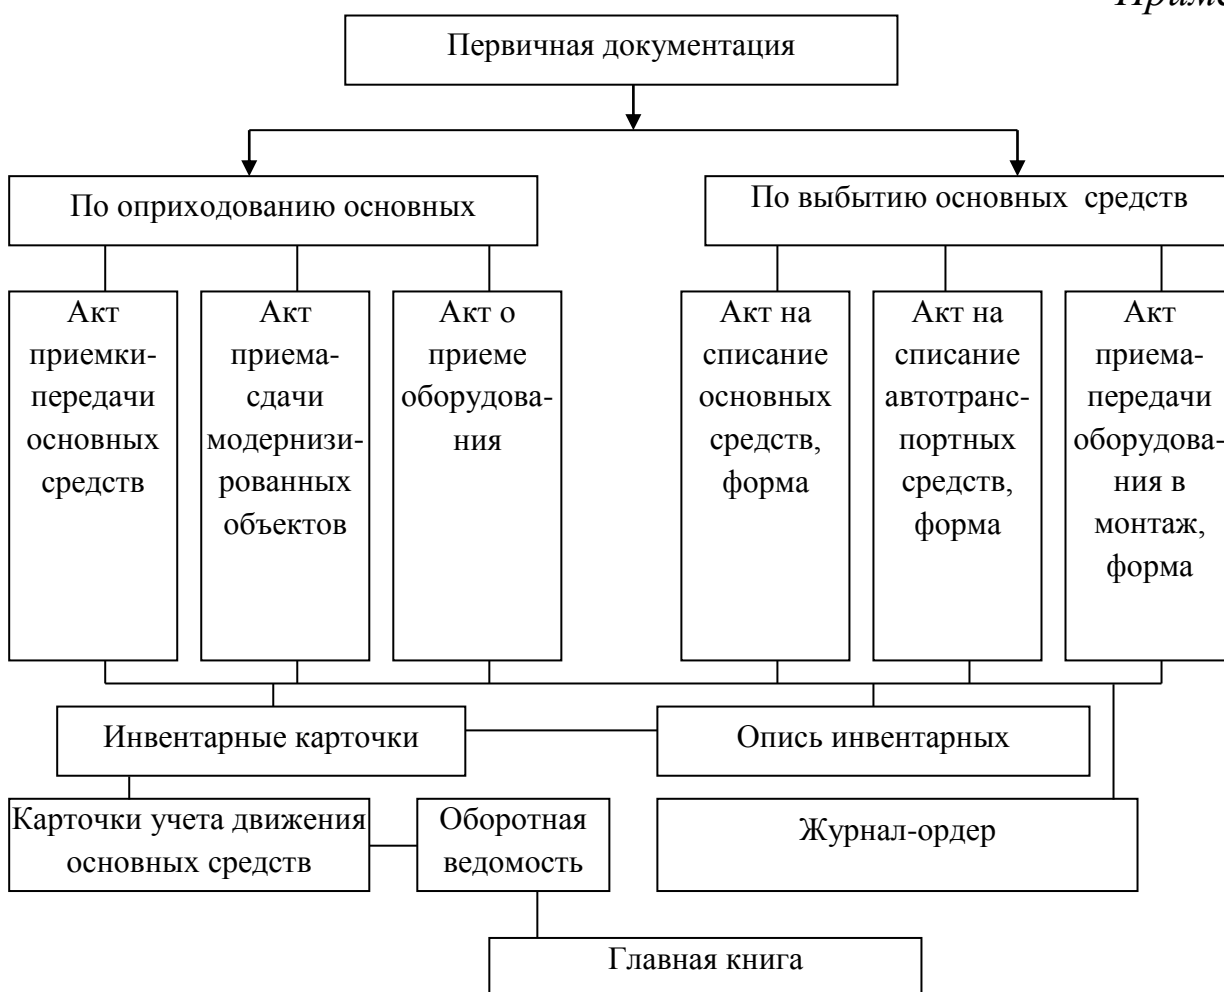 Первичная документация
По оприходованию основных
По выбытию основных средств
Акт
приемки-
передачи
основных
средств
Акт
приема-
сдачи
модернизи-
рованных
объектов
Акт о
приеме
оборудова-
ния
Акт на
списание
основных
средств,
форма
Акт на
списание
автотранс-
портных
средств,
форма
Акт
приема-
передачи
оборудова-
ния в
монтаж,
форма
Инвентарные карточки
Опись инвентарных
Карточки учета движения
основных средств
Оборотная
ведомость
Журнал-ордер
Главная книга